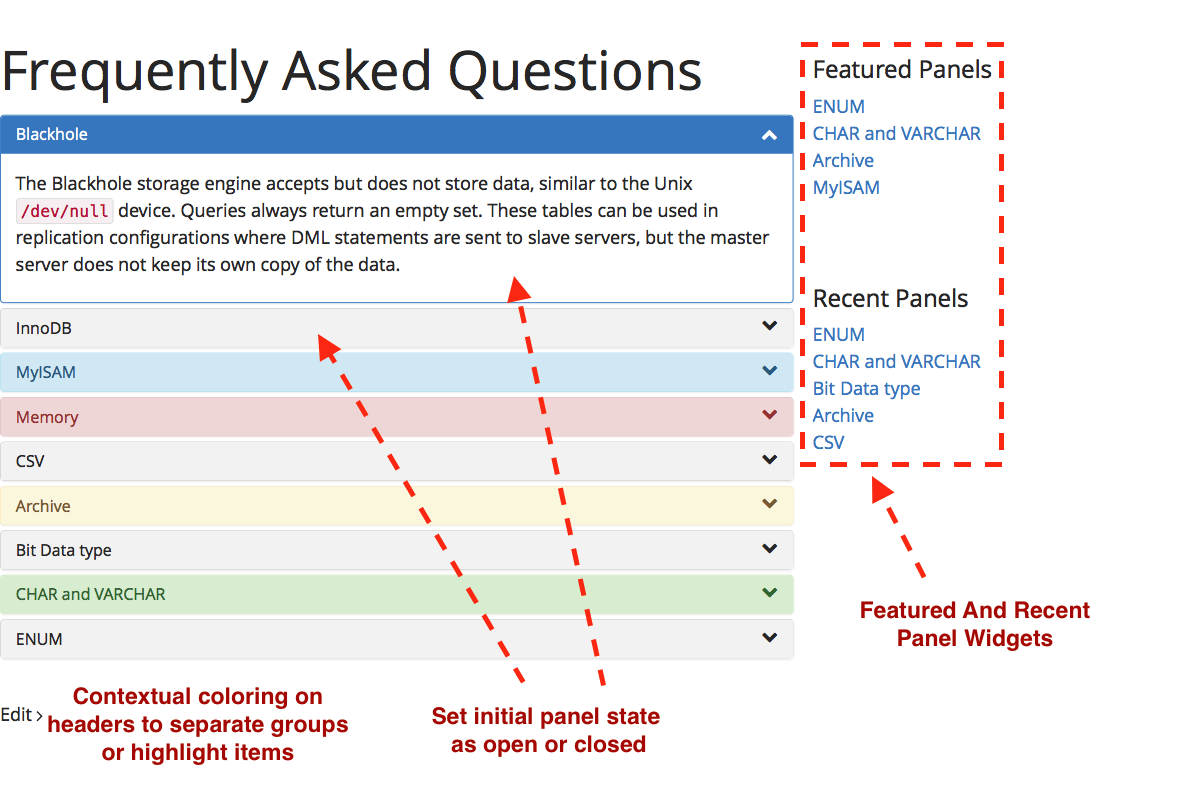 Frequently Asked Questions
Blackhole
The Blackhole storage engine accepts but does not store data, similar to the Unix
/dev/null device. Queries always return an empty set. These tables can be used in
replication configurations where DML statements are sent to slave servers, but the master
server does not keep its own copy of the data.
InnoDB
MyISAM
Memory
CSV
Archive
Bit Data type
CHAR and VARCHAR
ENUM
Edit ›
Contextual coloring on
headers to separate groups
or highlight items
Set initial panel state
as open or closed
Featured Panels
ENUM
CHAR and VARCHAR
Archive
MyISAM
Recent Panels
ENUM
CHAR and VARCHAR
Bit Data type
Archive
CSV
Featured And Recent
Panel Widgets